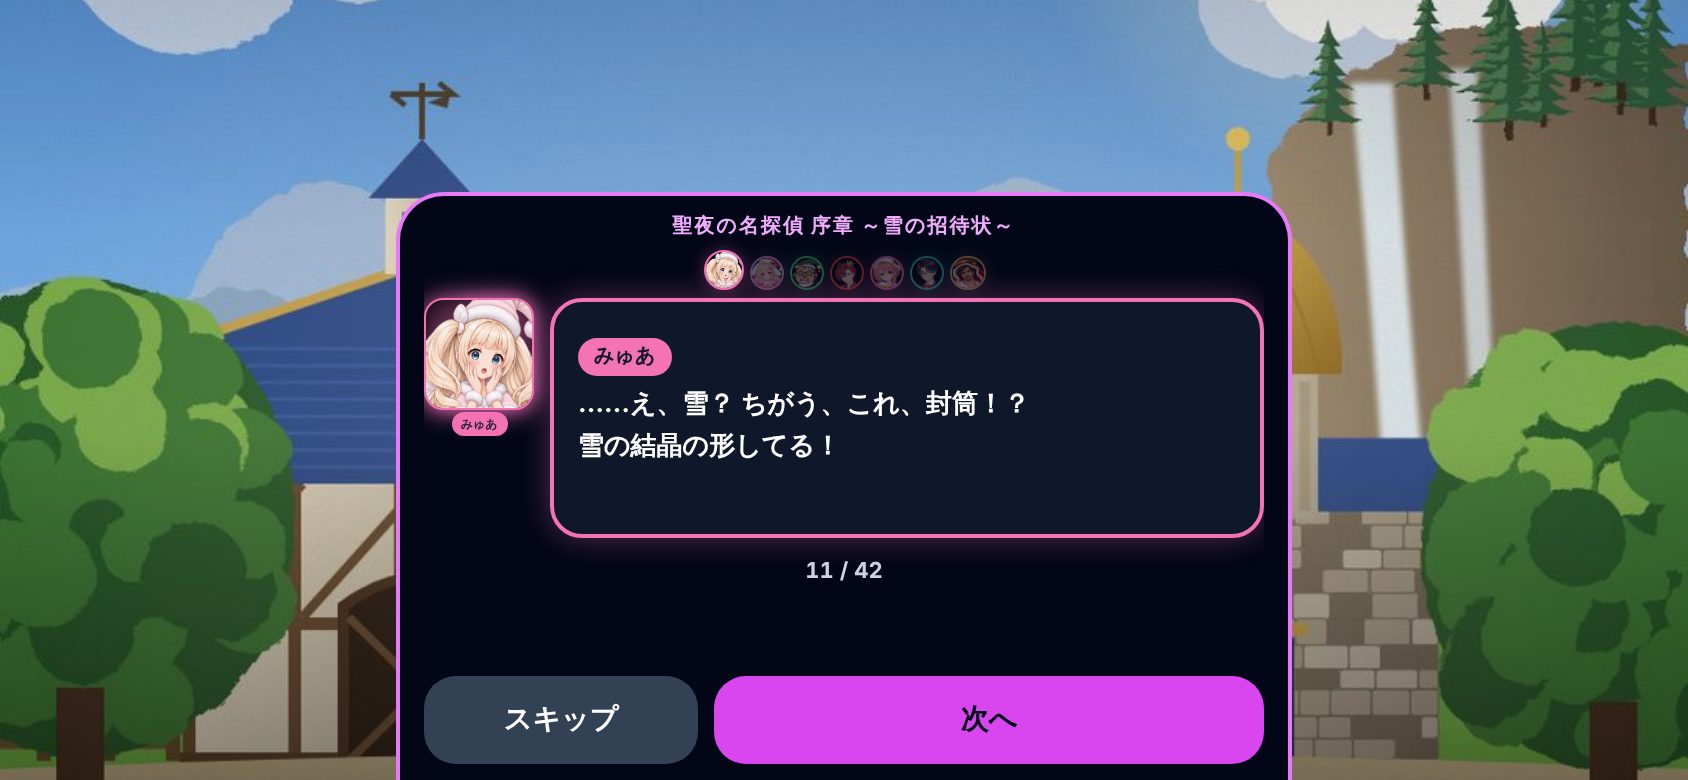 聖夜の名探偵 序章 ～雪の招待状～
みゅあ
みゅあ
……え、雪？ ちがう、これ、封筒！？
雪の結晶の形してる！
11 / 42
スキップ
次へ